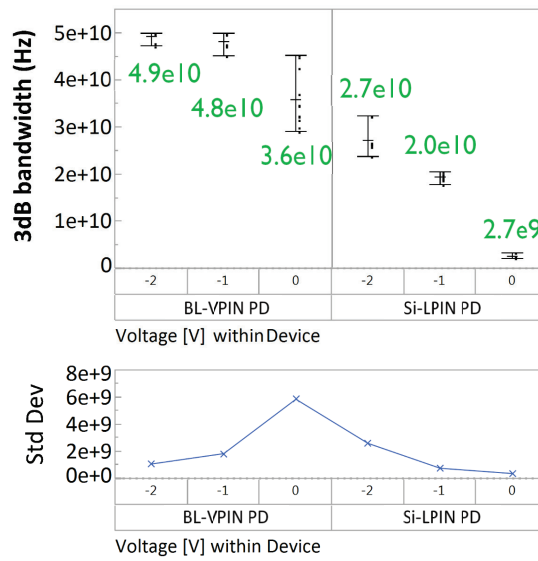 3dB bandwidth (Hz)
5e+10
4e+10
3e+10
2e+10
1e+10
0
4.9e10
4.8e10
3.6e10
2.7e10
2.0e10
2.7e9
-2 -1 0 -2 -1 0
BL-VPIN PD Si-LPIN PD
Voltage [V] within Device
Std Dev
8e+9
6e+9
4e+9
2e+9
0e+0
-2 -1 0 -2 -1 0
BL-VPIN PD Si-LPIN PD
Voltage [V] within Device